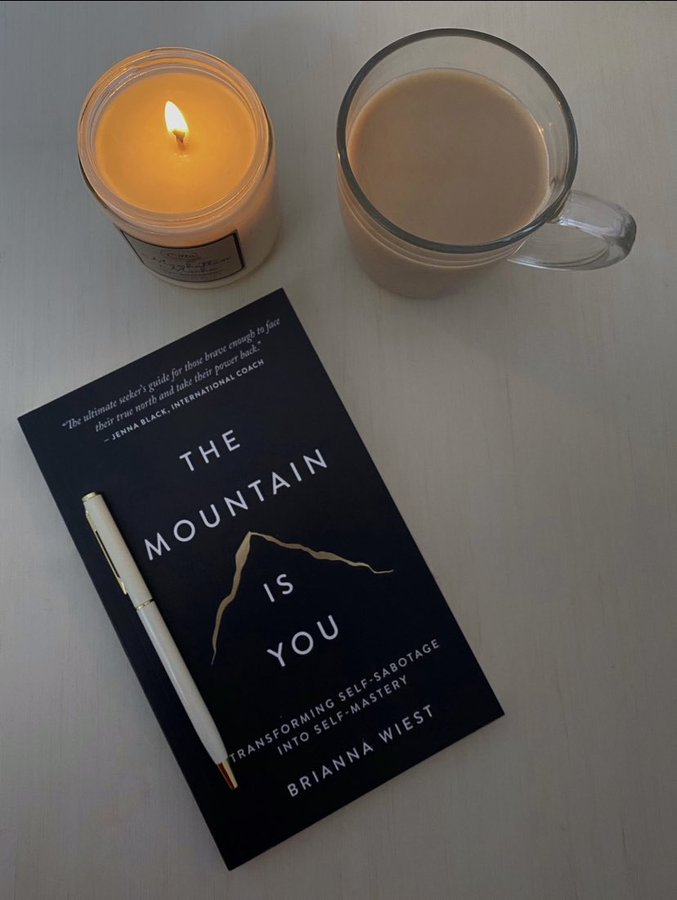 "The ultimate seeker's guide for those brave enough to face
their true north and take their power back."
– JENNA BLACK, INTERNATIONAL COACH
THE
MOUNTAIN
IS
YOU
TRANSFORMING SELF-SABOTAGE
INTO SELF-MASTERY
BRIANNA WIEST